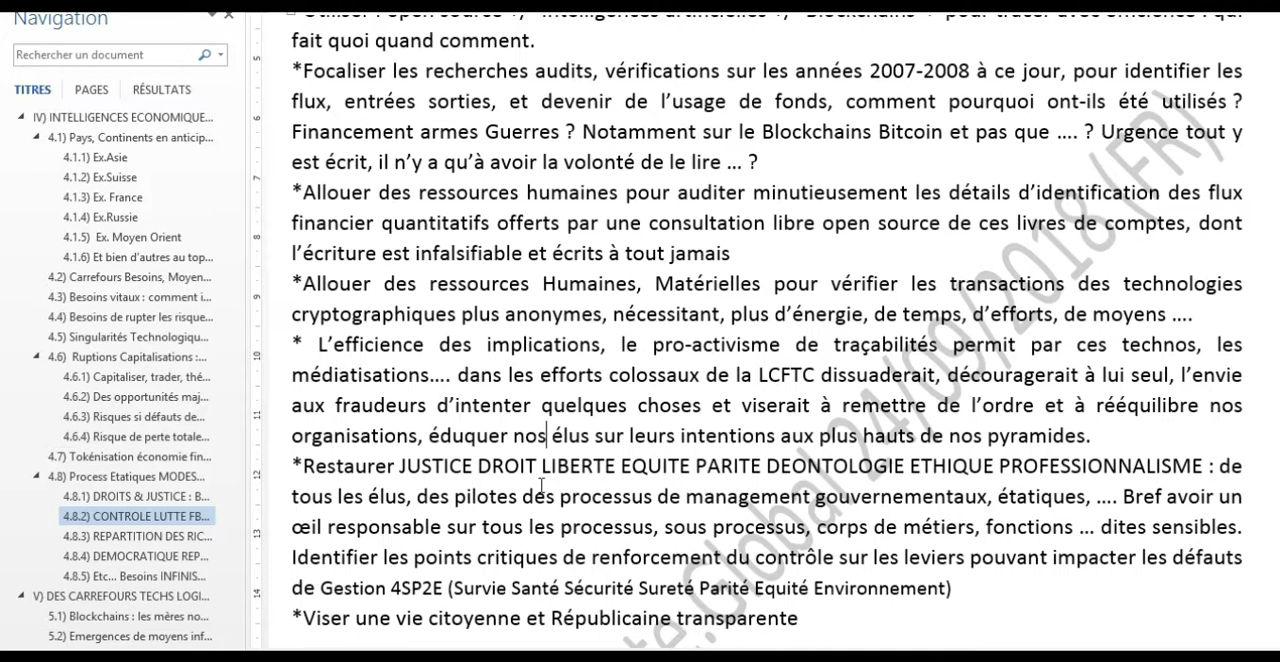 Navigation
Rechercher un document
TITRES PAGES RÉSULTATS
IV) INTELLIGENCES ECONOMIQUE...
4.1) Pays, Continents en anticip...
4.1.1) Ex.Asie
4.1.2) Ex.Suisse
4.1.3) Ex. France
4.1.4) Ex.Russie
4.1.5) Ex. Moyen Orient
4.1.6) Et bien d'autres au top...
4.2) Carrefours Besoins, Moyen...
4.3) Besoins vitaux : comment i...
4.4) Besoins de rupter les risque...
4.5) Singularités Technologiqu...
4.6) Ruptions Capitalisations :...
4.6.1) Capitaliser, trader, thé...
4.6.2) Des opportunités maj...
4.6.3) Risques si défauts de...
4.6.4) Risque de perte totale...
4.7) Tokénisation économie fin...
4.8) Process Etatiques MODES...
4.8.1) DROITS & JUSTICE : B...
4.8.2) CONTROLE LUTTE FB...
4.8.3) REPARTITION DES RIC...
4.8.4) DEMOCRATIQUE REP...
4.8.5) Etc... Besoins INFINIS...
V) DES CARREFOURS TECHS LOGI...
5.1) Blockchains : les mères no...
5.2) Emergences de moyens inf...
fait quoi quand comment.
*Focaliser les recherches audits, vérifications sur les années 2007-2008 à ce jour, pour identifier les
flux, entrées sorties, et devenir de l'usage de fonds, comment pourquoi ont-ils été utilisés ?
Financement armes Guerres ? Notamment sur le Blockchains Bitcoin et pas que .... ? Urgence tout y
est écrit, il n'y a qu'à avoir la volonté de le lire ... ?
*Allouer des ressources humaines pour auditer minutieusement les détails d'identification des flux
financier quantitatifs offerts par une consultation libre open source de ces livres de comptes, dont
l'écriture est infalsifiable et écrits à tout jamais
*Allouer des ressources Humaines, Matérielles pour vérifier les transactions des technologies
cryptographiques plus anonymes, nécessitant, plus d'énergie, de temps, d'efforts, de moyens ....
* L'efficience des implications, le pro-activisme de traçabilités permit par ces technos, les
médiatisations.... dans les efforts colossaux de la LCFTC dissuaderait, découragerait à lui seul, l'envie
aux fraudeurs d'intenter quelques choses et viserait à remettre de l'ordre et à rééquilibre nos
organisations, éduquer nos élus sur leurs intentions aux plus hauts de nos pyramides.
*Restaurer JUSTICE DROIT LIBERTE EQUITE PARITE DEONTOLOGIE ETHIQUE PROFESSIONNALISME : de
tous les élus, des pilotes des processus de management gouvernementaux, étatiques, .... Bref avoir un
œil responsable sur tous les processus, sous processus, corps de métiers, fonctions ... dites sensibles.
Identifier les points critiques de renforcement du contrôle sur les leviers pouvant impacter les défauts
de Gestion 4SP2E (Survie Santé Sécurité Sureté Parité Equité Environnement)
*Viser une vie citoyenne et Républicaine transparente
Global 24/09/2018 (FR)